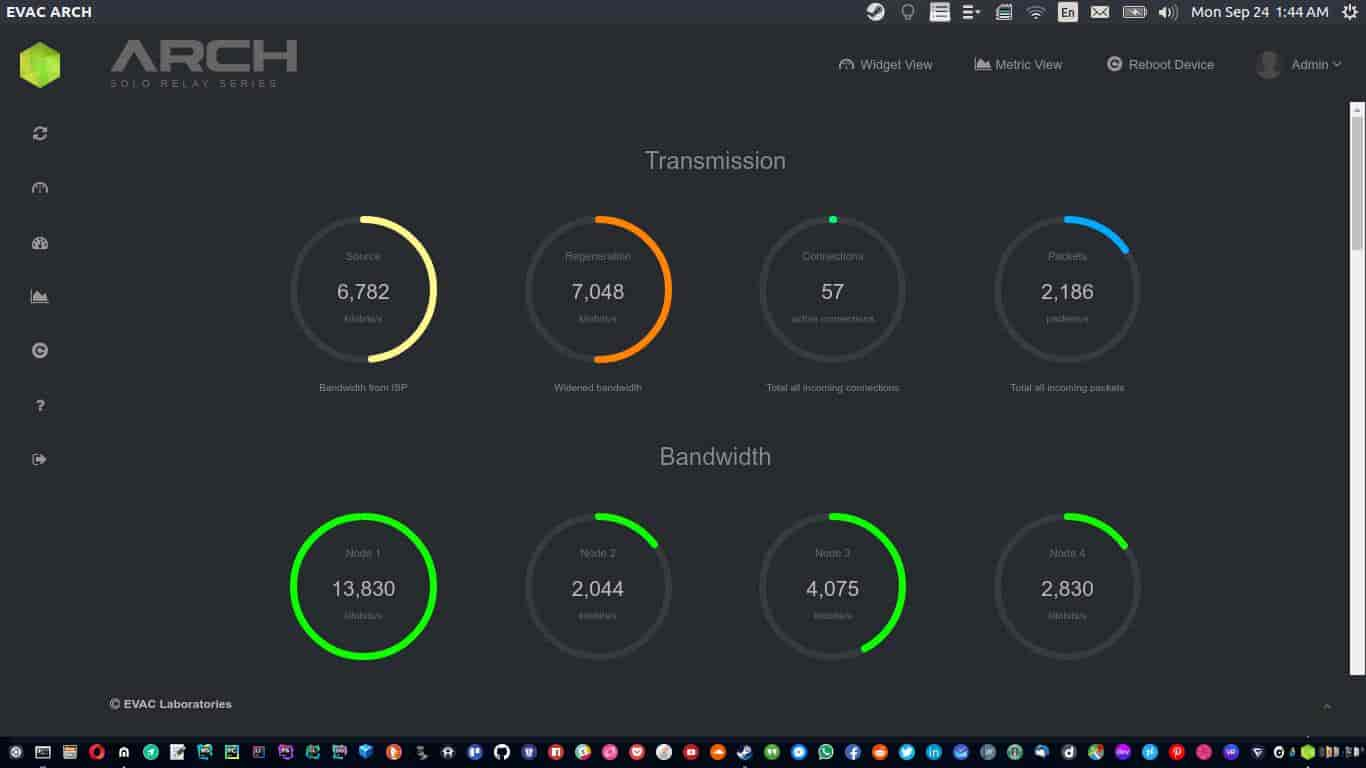 EVAC ARCH
En
Mon Sep 24 1:44 AM
ARCH
SOLO RELAY SERIES
Widget View
Metric View
Reboot Device
Admin
Transmission
Source
6,782
kilobits/s
Bandwidth from ISP
Regeneration
7,048
kilobits/s
Widened bandwidth
Connections
57
active connections
Total all incoming connections
Packets
2,186
packets/s
Total all incoming packets
Bandwidth
Node 1
13,830
kilobits/s
Node 2
2,044
kilobits/s
Node 3
4,075
kilobits/s
Node 4
2,830
kilobits/s
© EVAC Laboratories